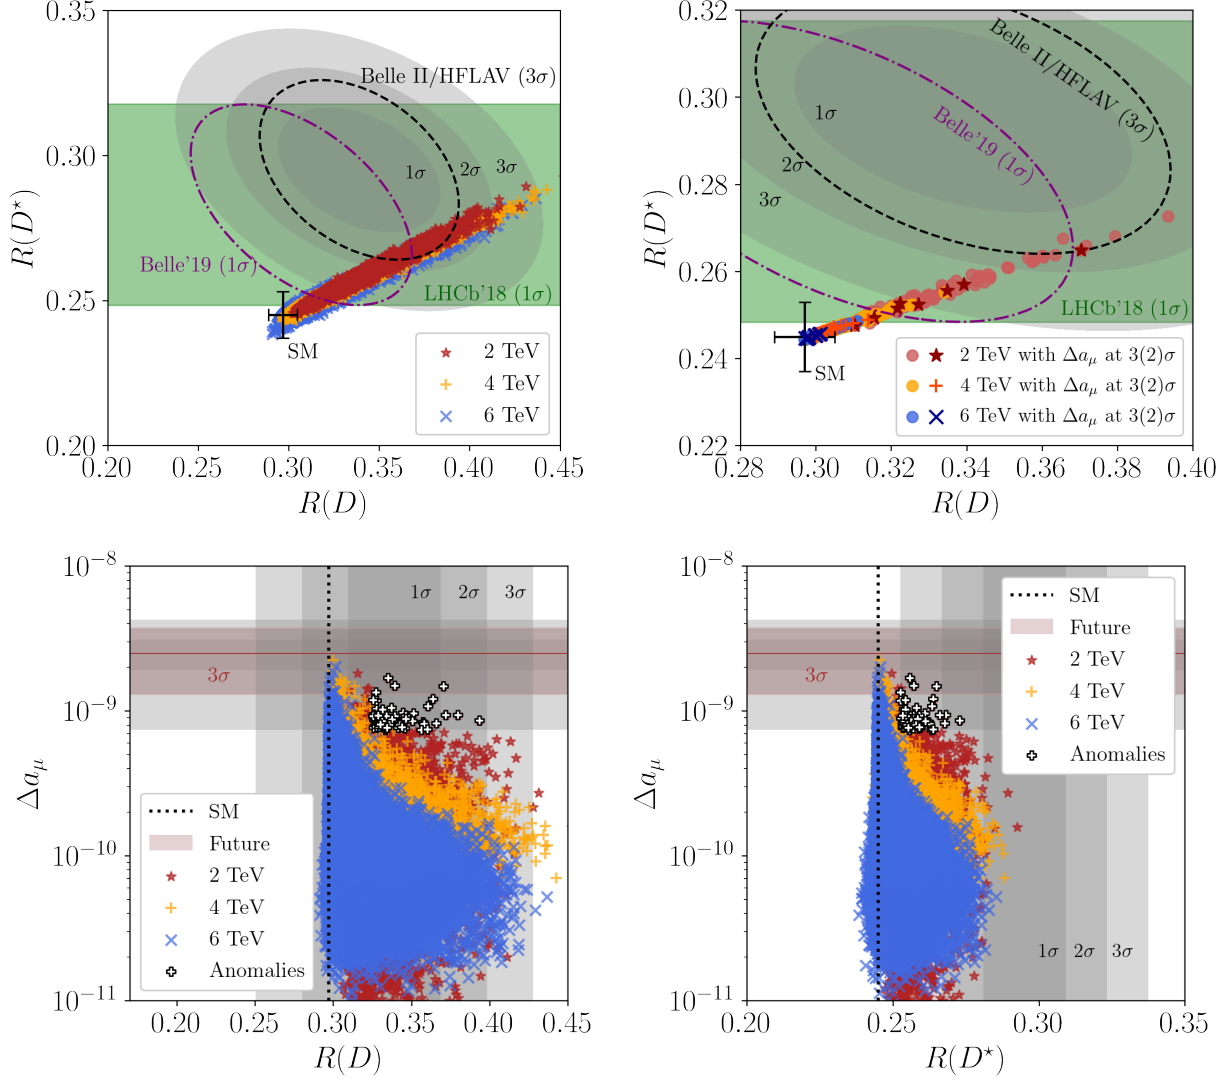 0.35
0.30
0.25
0.20
R(D⋆)
Belle II/HFLAV (3σ)
1σ
2σ
3σ
Belle'19 (1σ)
LHCb'18 (1σ)
SM
2 TeV
4 TeV
6 TeV
0.20 0.25 0.30 0.35 0.40 0.45
R(D)
0.32
0.30
0.28
0.26
0.24
0.22
R(D⋆)
Belle II/HFLAV (3σ)
Belle'19 (1σ)
1σ
2σ
3σ
LHCb'18 (1σ)
SM
2 TeV with Δaμ at 3(2)σ
4 TeV with Δaμ at 3(2)σ
6 TeV with Δaμ at 3(2)σ
0.28 0.30 0.32 0.34 0.36 0.38 0.40
R(D)
10⁻⁸
10⁻⁹
10⁻¹⁰
10⁻¹¹
Δaμ
1σ 2σ 3σ
3σ
SM
Future
2 TeV
4 TeV
6 TeV
Anomalies
0.20 0.25 0.30 0.35 0.40 0.45
R(D)
10⁻⁸
10⁻⁹
10⁻¹⁰
10⁻¹¹
Δaμ
SM
Future
2 TeV
4 TeV
6 TeV
Anomalies
3σ
1σ 2σ 3σ
0.20 0.25 0.30 0.35
R(D⋆)